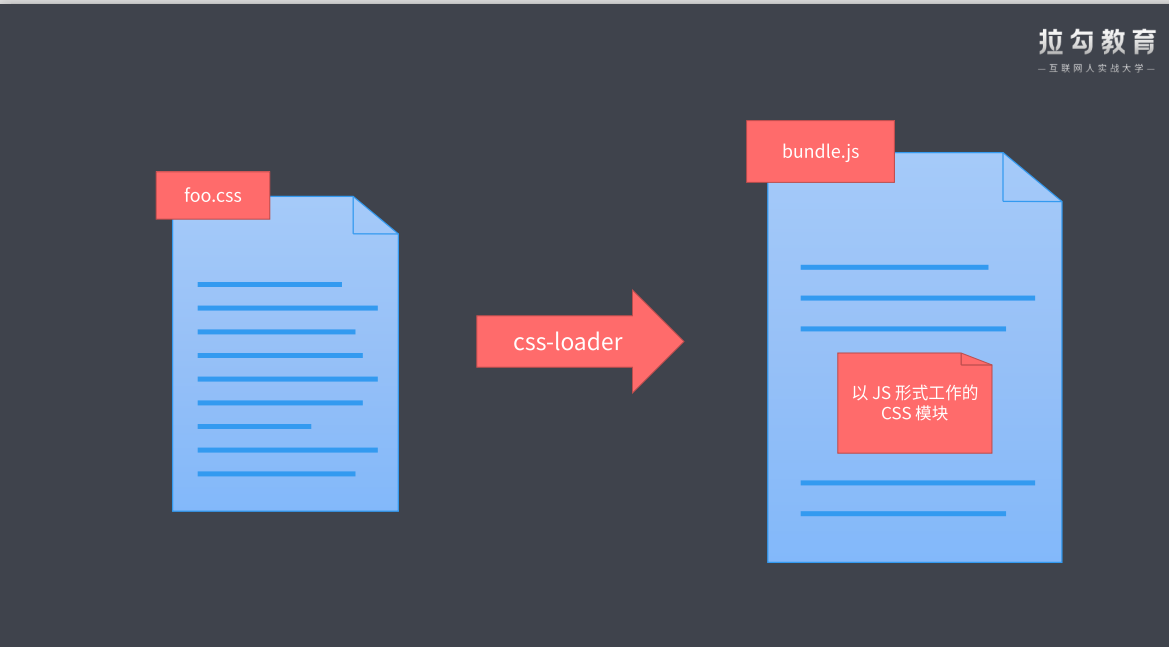 拉勾教育
—互联网人实战大学—
bundle.js
foo.css
css-loader
以 JS 形式工作的
CSS 模块